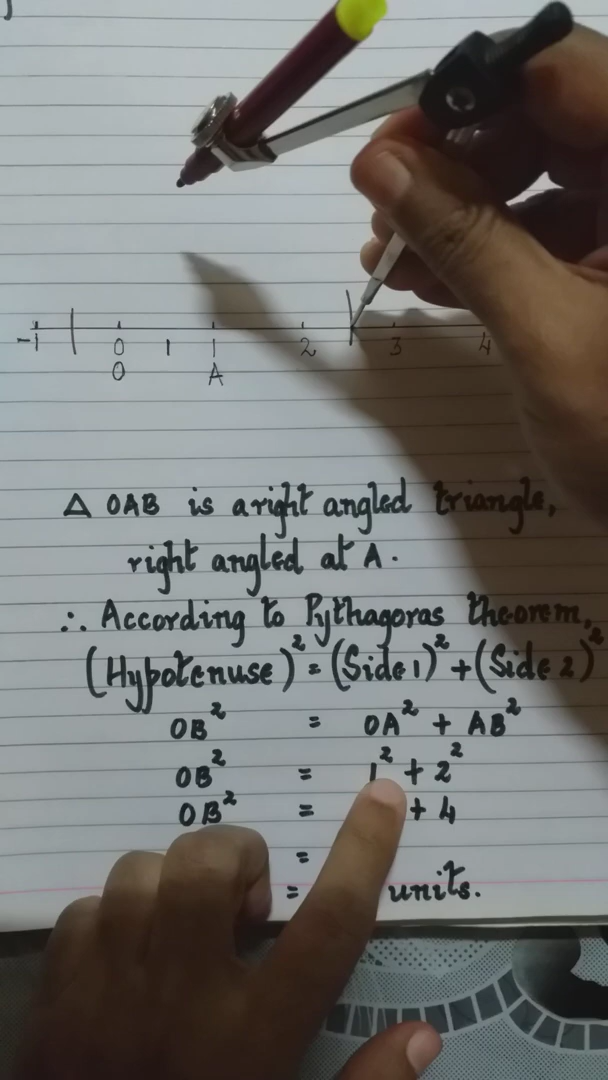 -1 0 1 2 3 4
O A
Δ OAB is a right angled triangle,
right angled at A.
∴ According to Pythagoras theorem,
(Hypotenuse)² = (Side 1)² + (Side 2)²
OB² = OA² + AB²
OB² = 1² + 2²
OB² = + 4
=
= units.